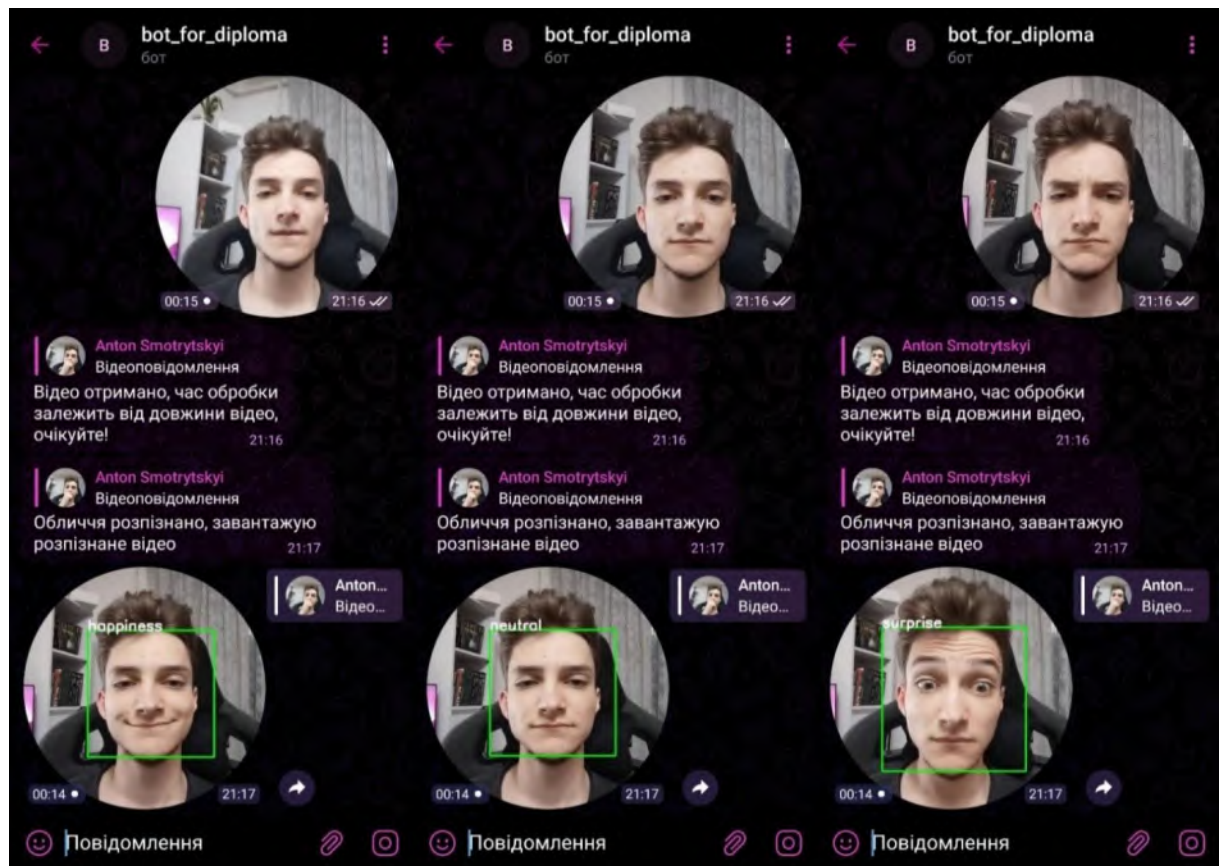 B
bot_for_diploma
бот
00:15
21:16
Anton Smotrytskyi
Відеоповідомлення
Відео отримано, час обробки
залежить від довжини відео,
очікуйте!
21:16
Anton Smotrytskyi
Відеоповідомлення
Обличчя розпізнано, завантажую
розпізнане відео
21:17
Anton...
Відео...
happiness
00:14
21:17
Повідомлення
B
bot_for_diploma
бот
00:15
21:16
Anton Smotrytskyi
Відеоповідомлення
Відео отримано, час обробки
залежить від довжини відео,
очікуйте!
21:16
Anton Smotrytskyi
Відеоповідомлення
Обличчя розпізнано, завантажую
розпізнане відео
21:17
Anton...
Відео...
neutral
00:14
21:17
Повідомлення
B
bot_for_diploma
бот
00:15
21:16
Anton Smotrytskyi
Відеоповідомлення
Відео отримано, час обробки
залежить від довжини відео,
очікуйте!
21:16
Anton Smotrytskyi
Відеоповідомлення
Обличчя розпізнано, завантажую
розпізнане відео
21:17
Anton...
Відео...
surprise
00:14
21:17
Повідомлення